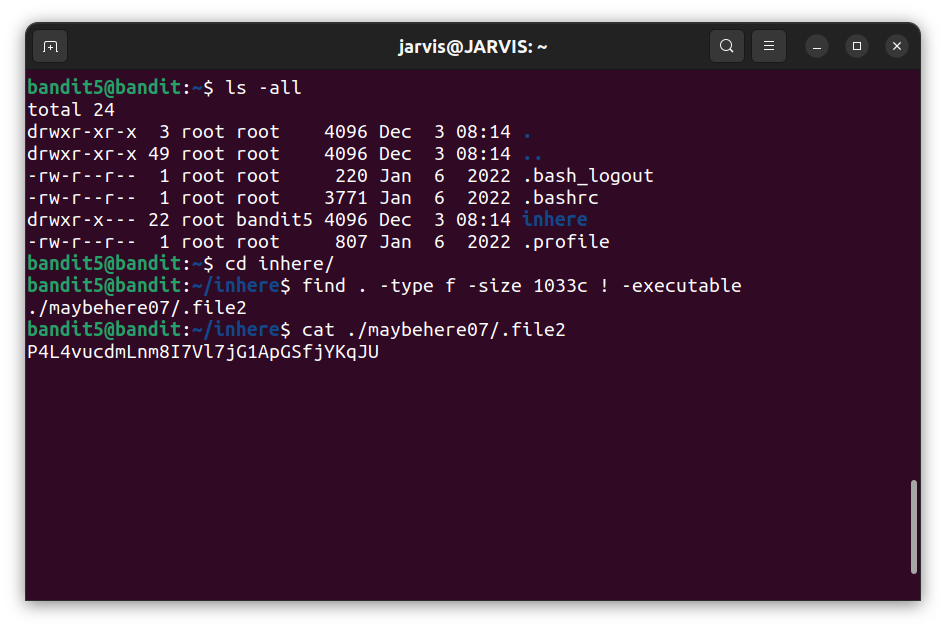 jarvis@JARVIS: ~
bandit5@bandit:~$ ls -all
total 24
drwxr-xr-x  3 root root    4096 Dec  3 08:14 .
drwxr-xr-x 49 root root    4096 Dec  3 08:14 ..
-rw-r--r--  1 root root     220 Jan  6  2022 .bash_logout
-rw-r--r--  1 root root    3771 Jan  6  2022 .bashrc
drwxr-x--- 22 root bandit5 4096 Dec  3 08:14 inhere
-rw-r--r--  1 root root     807 Jan  6  2022 .profile
bandit5@bandit:~$ cd inhere/
bandit5@bandit:~/inhere$ find . -type f -size 1033c ! -executable
./maybehere07/.file2
bandit5@bandit:~/inhere$ cat ./maybehere07/.file2
P4L4vucdmLnm8I7Vl7jG1ApGSfjYKqJU